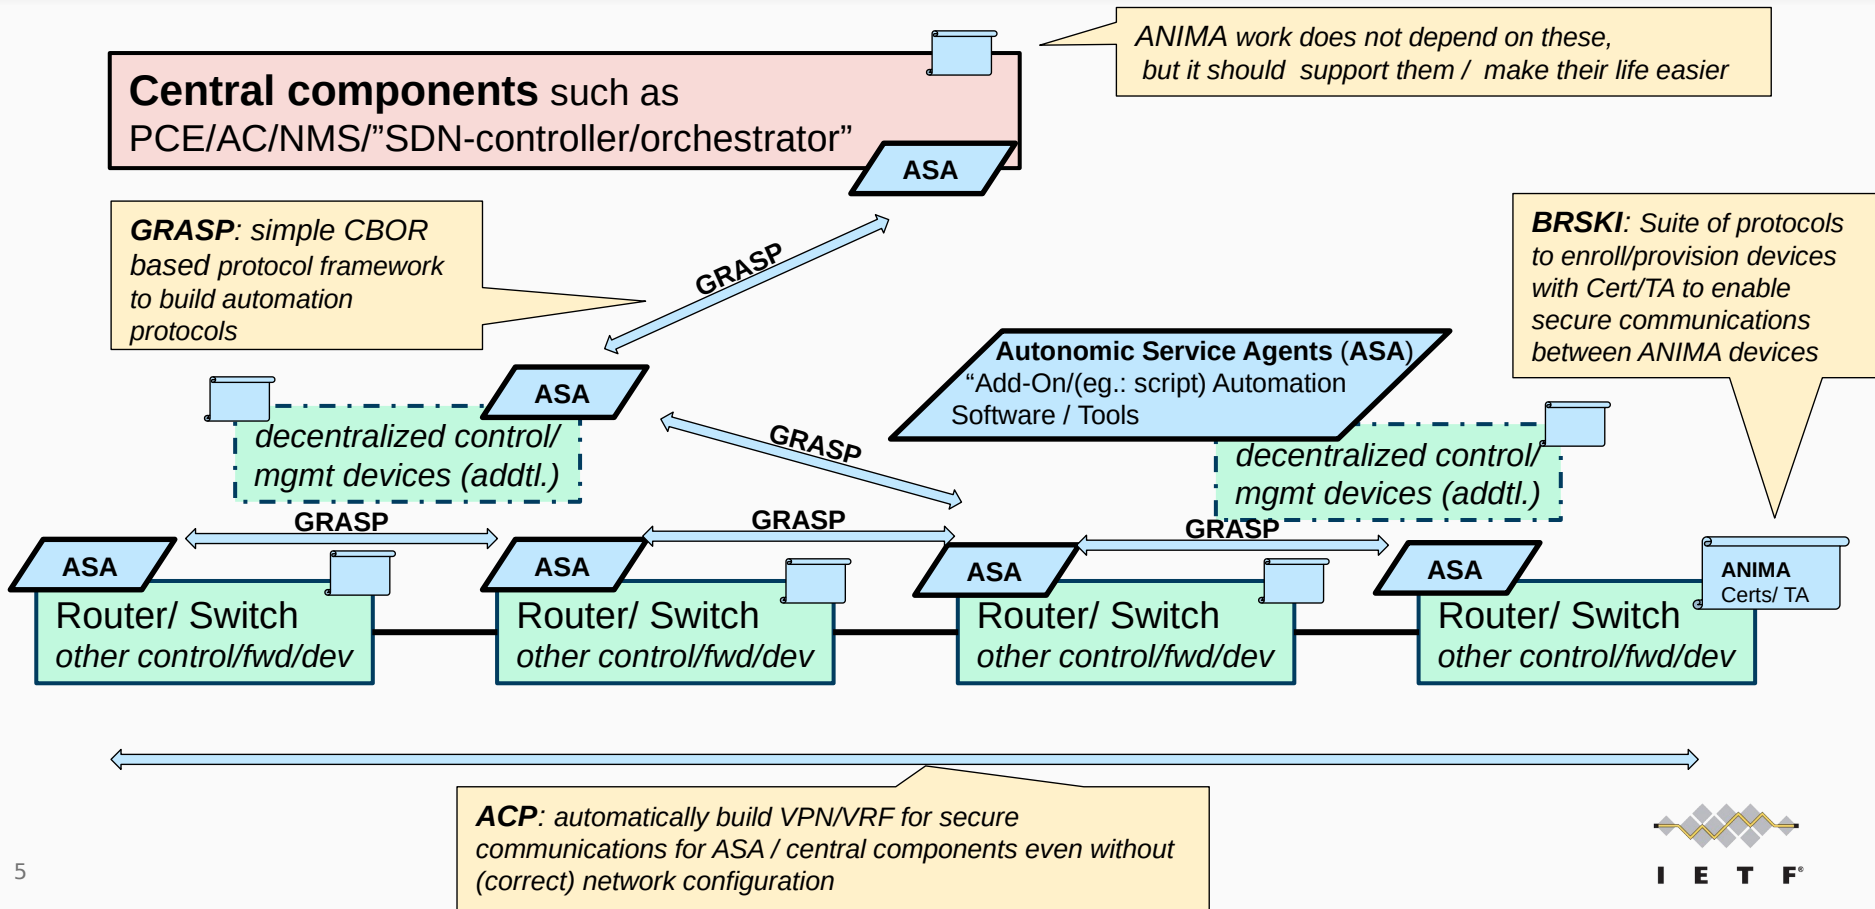 ANIMA work does not depend on these,
but it should  support them /  make their life easier
Central components such as
PCE/AC/NMS/”SDN-controller/orchestrator”
ASA
GRASP: simple CBOR
based protocol framework
to build automation
protocols
GRASP
BRSKI: Suite of protocols
to enroll/provision devices
with Cert/TA to enable
secure communications
between ANIMA devices
Autonomic Service Agents (ASA)
“Add-On/(eg.: script) Automation
Software / Tools
ASA
decentralized control/
mgmt devices (addtl.)
GRASP
decentralized control/
mgmt devices (addtl.)
GRASP
GRASP
GRASP
ASA
Router/ Switch
other control/fwd/dev
ASA
Router/ Switch
other control/fwd/dev
ASA
Router/ Switch
other control/fwd/dev
ASA
Router/ Switch
other control/fwd/dev
ANIMA
Certs/ TA
ACP: automatically build VPN/VRF for secure
communications for ASA / central components even without
(correct) network configuration
5
IETF®